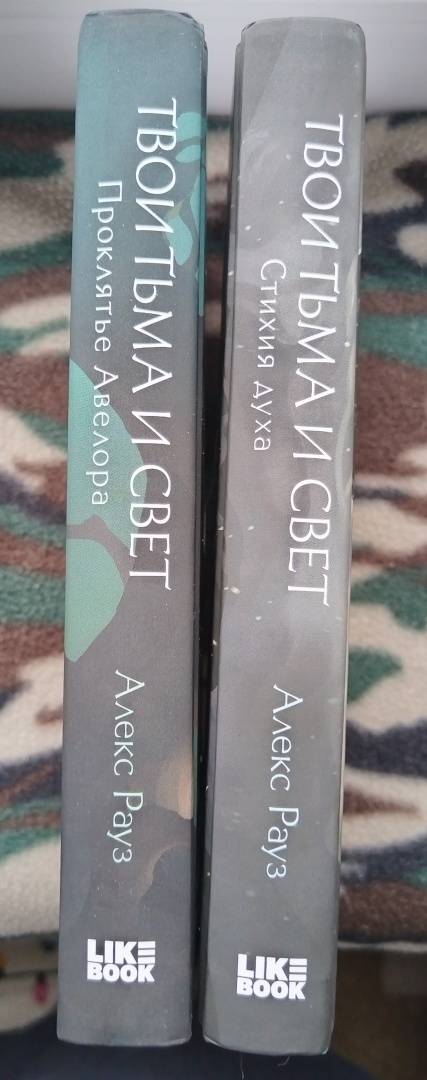 ТВОИ ТЬМА И СВЕТ
Проклятье Авелора
Алекс Рауз
LIKE
BOOK
ТВОИ ТЬМА И СВЕТ
Стихия духа
Алекс Рауз
LIKE
BOOK